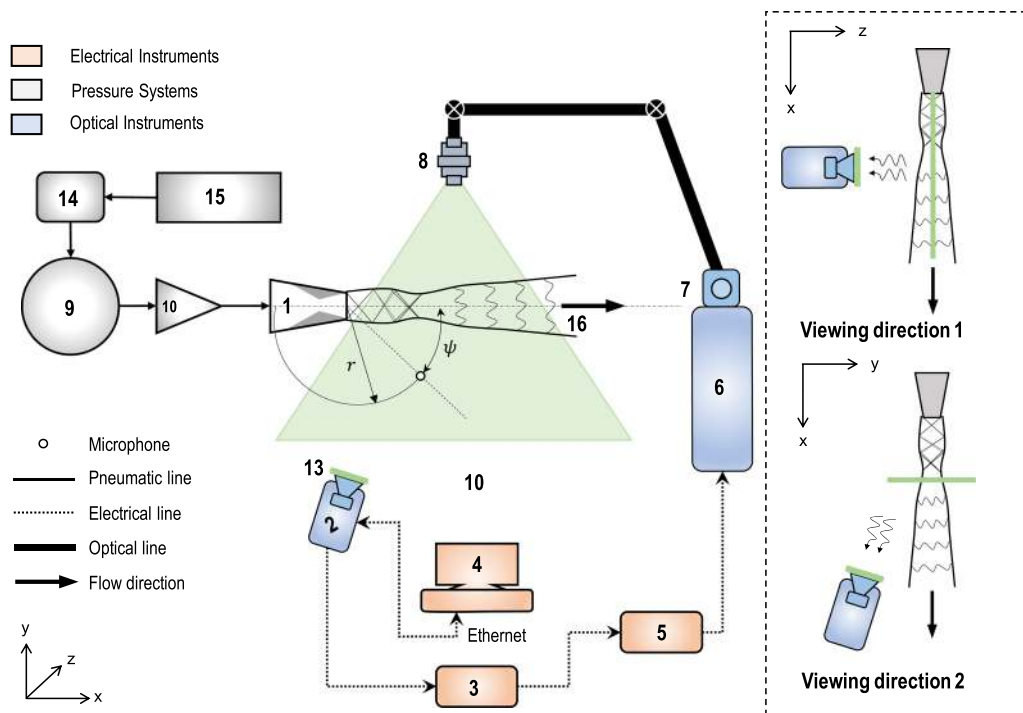 Electrical Instruments
Pressure Systems
Optical Instruments
8
14
15
9
10
1
16
ψ
r
7
6
Microphone
Pneumatic line
Electrical line
Optical line
Flow direction
13
10
2
4
Ethernet
5
3
y
z
x
z
x
Viewing direction 1
y
x
Viewing direction 2